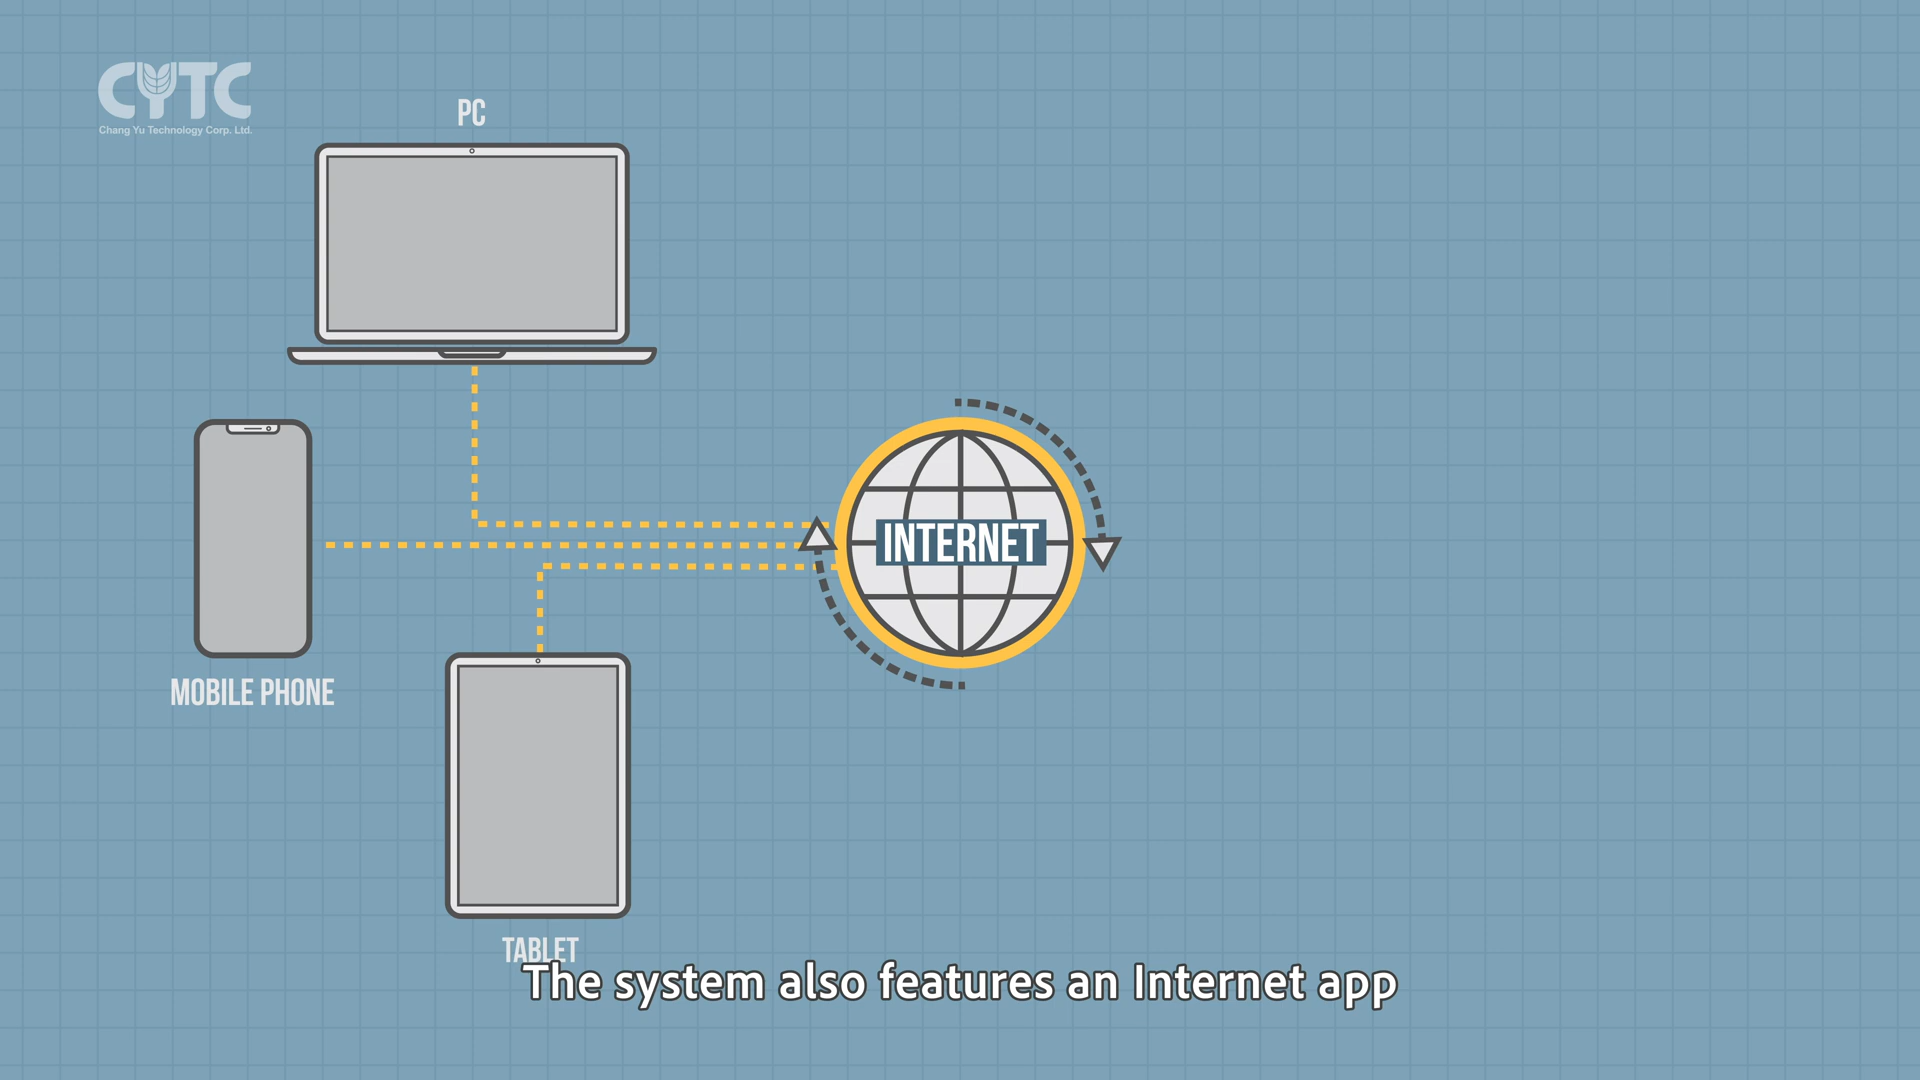 CYTC
Chang Yu Technology Corp. Ltd.
PC
INTERNET
MOBILE PHONE
TABLET
The system also features an Internet app